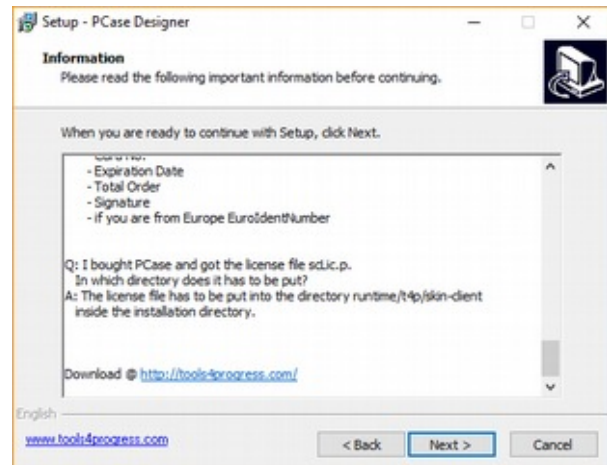 Setup - PCase Designer
Information
Please read the following important information before continuing.
When you are ready to continue with Setup, click Next.
- Expiration Date
- Total Order
- Signature
- if you are from Europe EuroIdentNumber
Q: I bought PCase and got the license file scLic.p.
In which directory does it has to be put?
A: The license file has to be put into the directory runtime/t4p/skin-client
inside the installation directory.
Download @ http://tools4progress.com/
English
www.tools4progress.com
< Back
Next >
Cancel